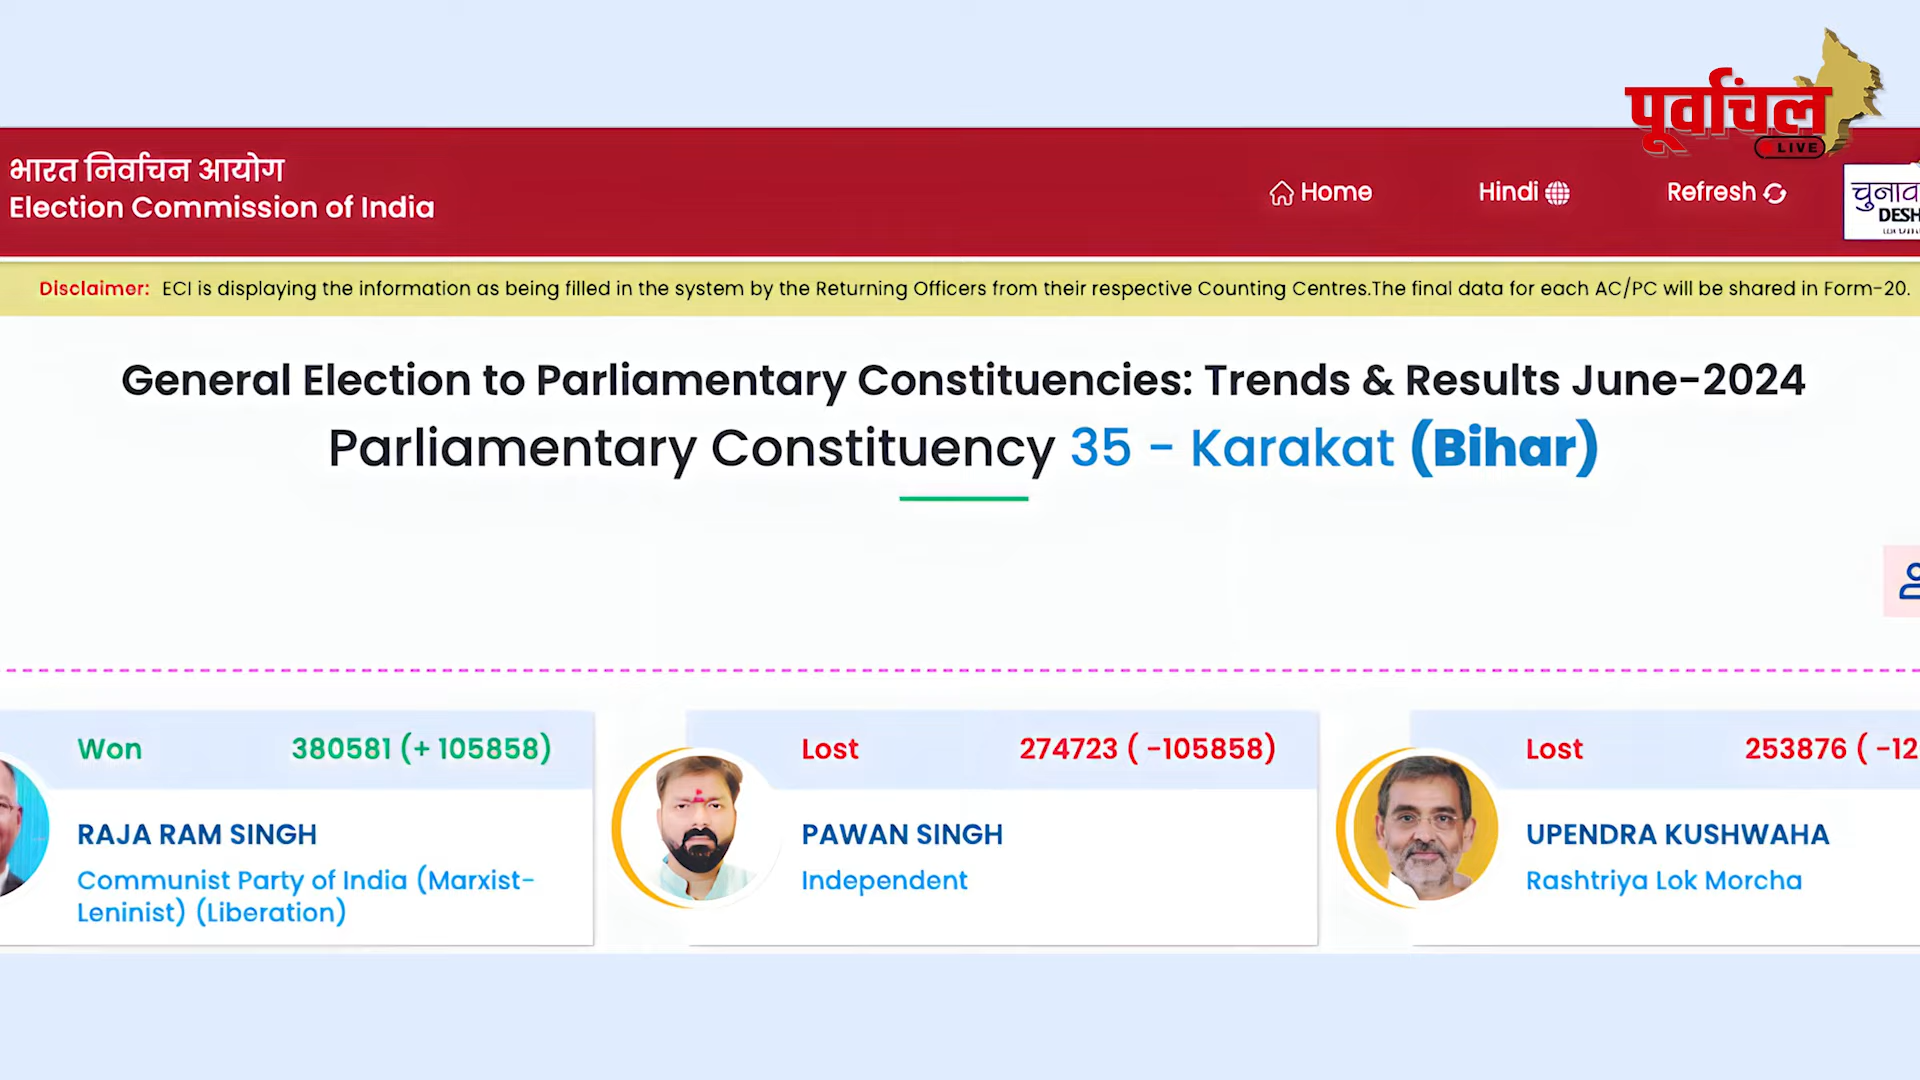 पूर्वांचल
LIVE
भारत निर्वाचन आयोग
Election Commission of India
Home
Hindi
Refresh
चुनाव
DESH
Disclaimer: ECI is displaying the information as being filled in the system by the Returning Officers from their respective Counting Centres.The final data for each AC/PC will be shared in Form-20.
General Election to Parliamentary Constituencies: Trends & Results June-2024
Parliamentary Constituency 35 - Karakat (Bihar)
Won 380581 (+ 105858)
RAJA RAM SINGH
Communist Party of India (Marxist-
Leninist) (Liberation)
Lost 274723 ( -105858)
PAWAN SINGH
Independent
Lost 253876 ( -12
UPENDRA KUSHWAHA
Rashtriya Lok Morcha